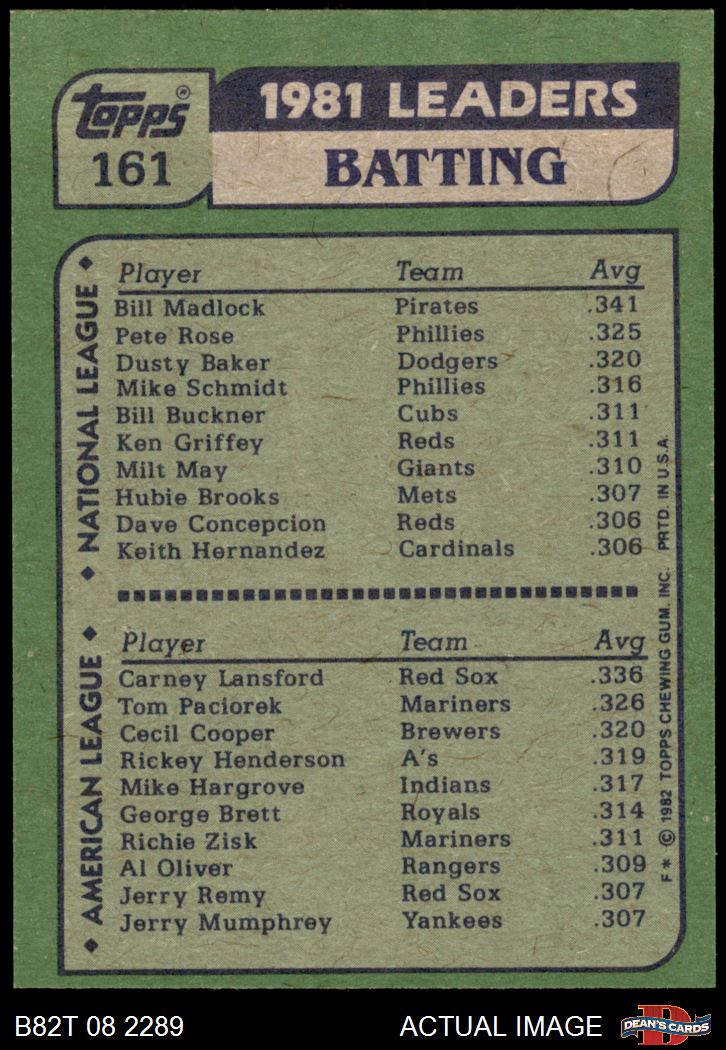 Topps®
161
1981 LEADERS
BATTING
NATIONAL LEAGUE
Player Team Avg
Bill Madlock Pirates .341
Pete Rose Phillies .325
Dusty Baker Dodgers .320
Mike Schmidt Phillies .316
Bill Buckner Cubs .311
Ken Griffey Reds .311
Milt May Giants .310
Hubie Brooks Mets .307
Dave Concepcion Reds .306
Keith Hernandez Cardinals .306
AMERICAN LEAGUE
Player Team Avg
Carney Lansford Red Sox .336
Tom Paciorek Mariners .326
Cecil Cooper Brewers .320
Rickey Henderson A's .319
Mike Hargrove Indians .317
George Brett Royals .314
Richie Zisk Mariners .311
Al Oliver Rangers .309
Jerry Remy Red Sox .307
Jerry Mumphrey Yankees .307
F* © 1982 TOPPS CHEWING GUM. INC. PRTD. IN U.S.A.
B82T 08 2289
ACTUAL IMAGE
D
DEAN'S CARDS